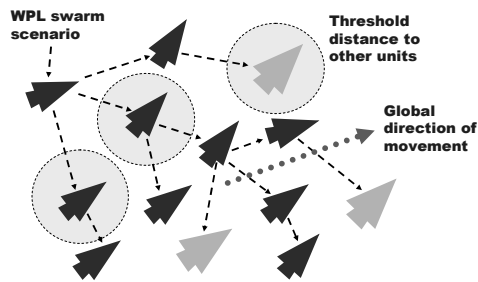 WPL swarm
scenario
Threshold
distance to
other units
Global
direction of
movement